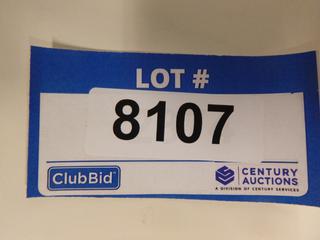 LOT #
8107
ClubBid
CENTURY
AUCTIONS
A DIVISION OF CENTURY SERVICES